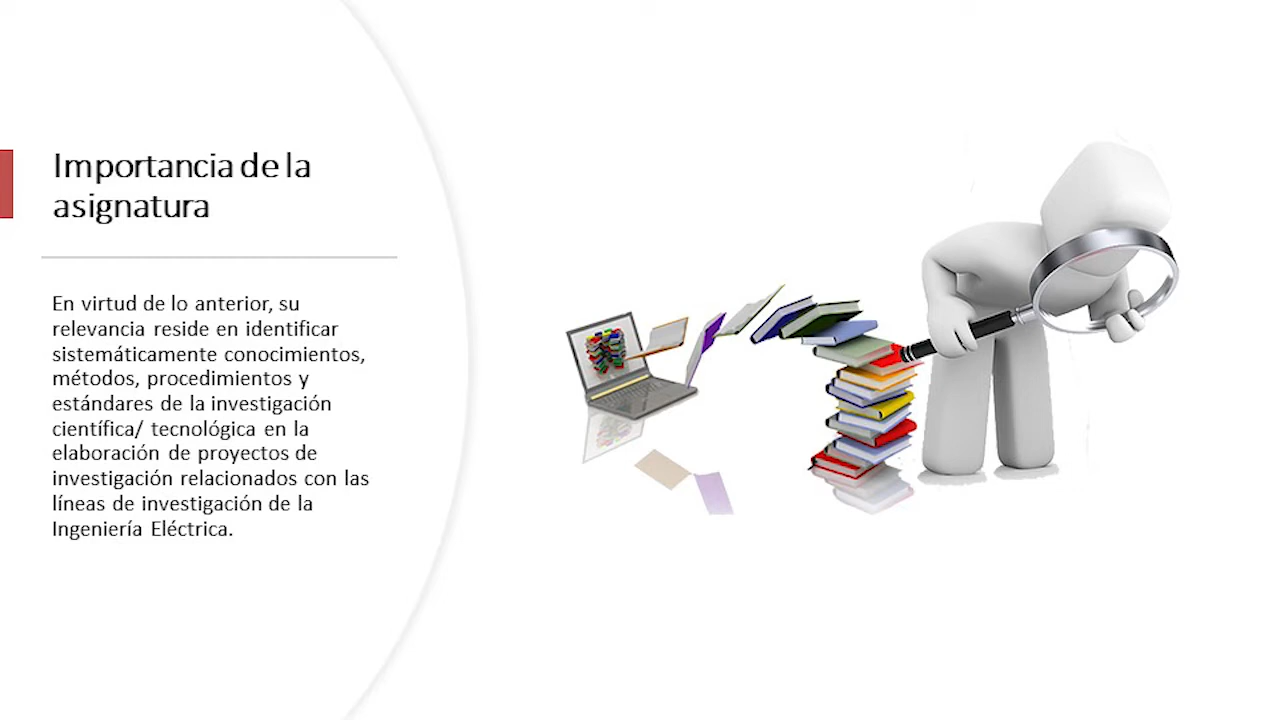 Importancia de la
asignatura
En virtud de lo anterior, su
relevancia reside en identificar
sistemáticamente conocimientos,
métodos, procedimientos y
estándares de la investigación
científica/ tecnológica en la
elaboración de proyectos de
investigación relacionados con las
líneas de investigación de la
Ingeniería Eléctrica.